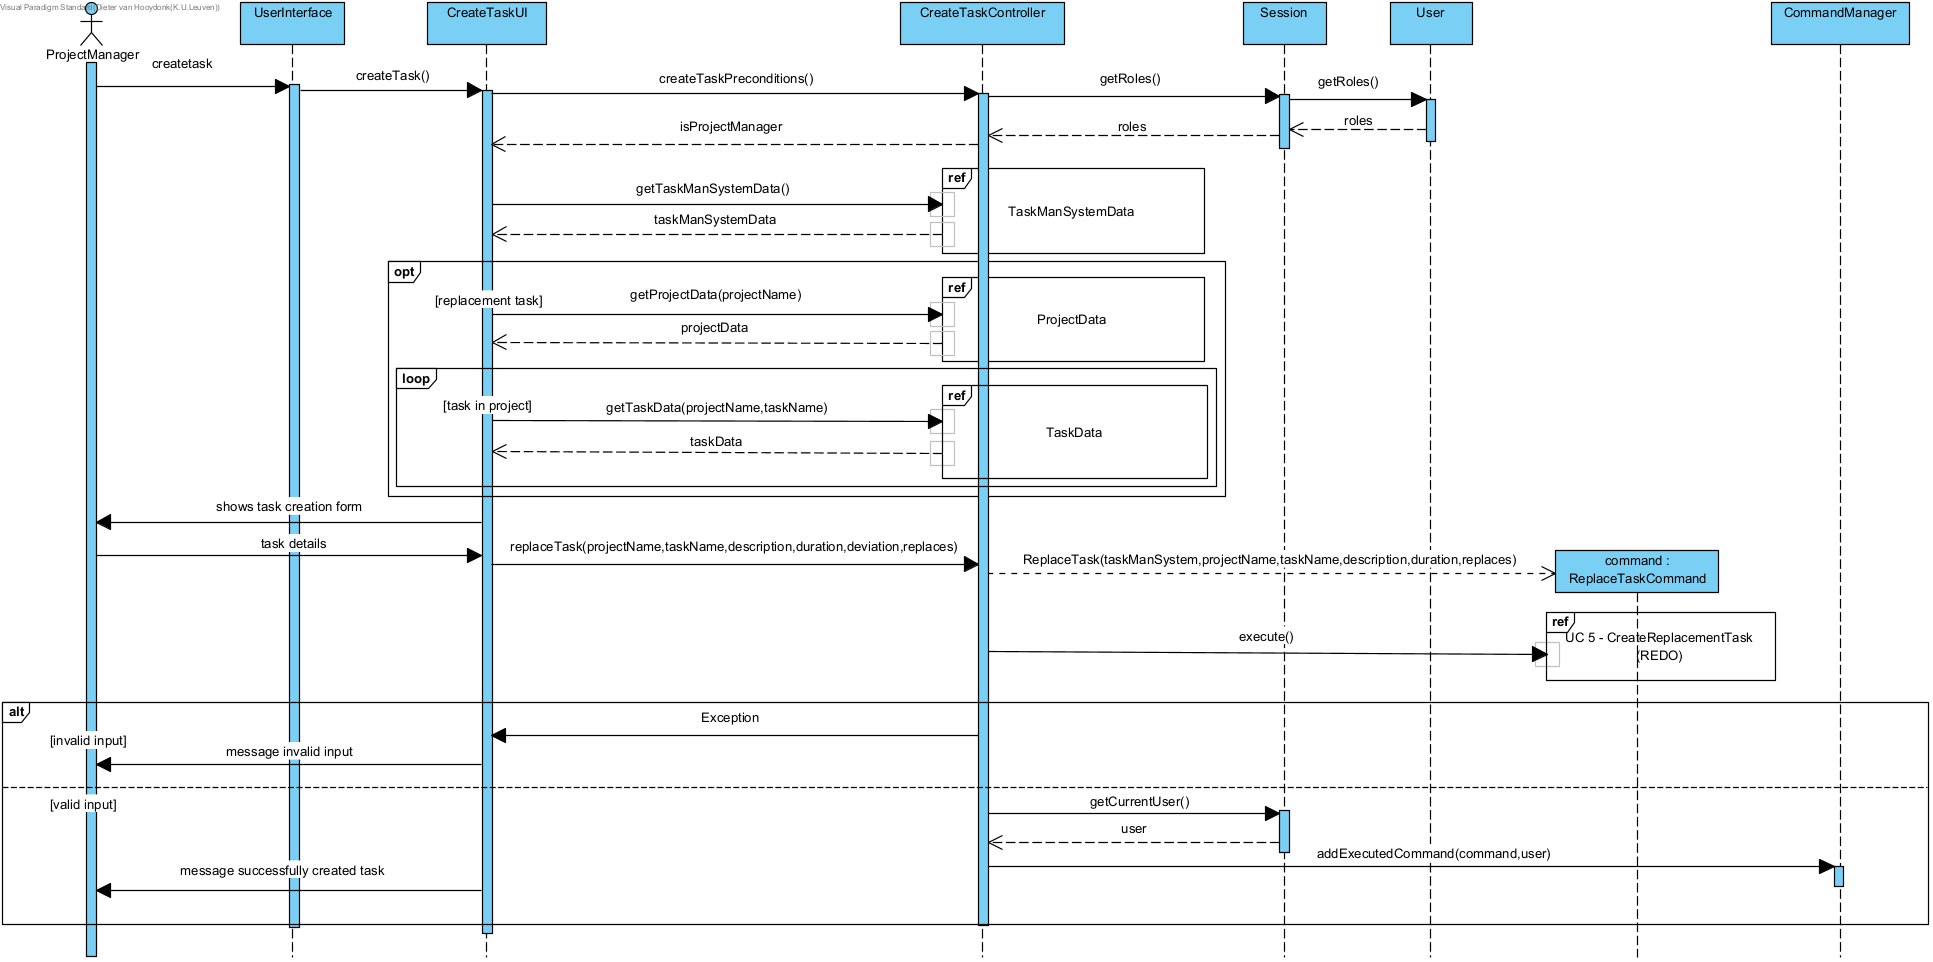 Visual Paradigm Standard(Dieter van Hooydonk(K.U.Leuven))
ProjectManager
UserInterface
CreateTaskUI
CreateTaskController
Session
User
CommandManager
createtask
createTask()
createTaskPreconditions()
getRoles()
getRoles()
roles
roles
isProjectManager
ref
TaskManSystemData
getTaskManSystemData()
taskManSystemData
opt
[replacement task]
getProjectData(projectName)
projectData
ref
ProjectData
loop
[task in project]
getTaskData(projectName,taskName)
taskData
ref
TaskData
shows task creation form
task details
replaceTask(projectName,taskName,description,duration,deviation,replaces)
ReplaceTask(taskManSystem,projectName,taskName,description,duration,replaces)
command :
ReplaceTaskCommand
execute()
ref
UC 5 - CreateReplacementTask
(REDO)
alt
[invalid input]
Exception
message invalid input
[valid input]
getCurrentUser()
user
addExecutedCommand(command,user)
message successfully created task